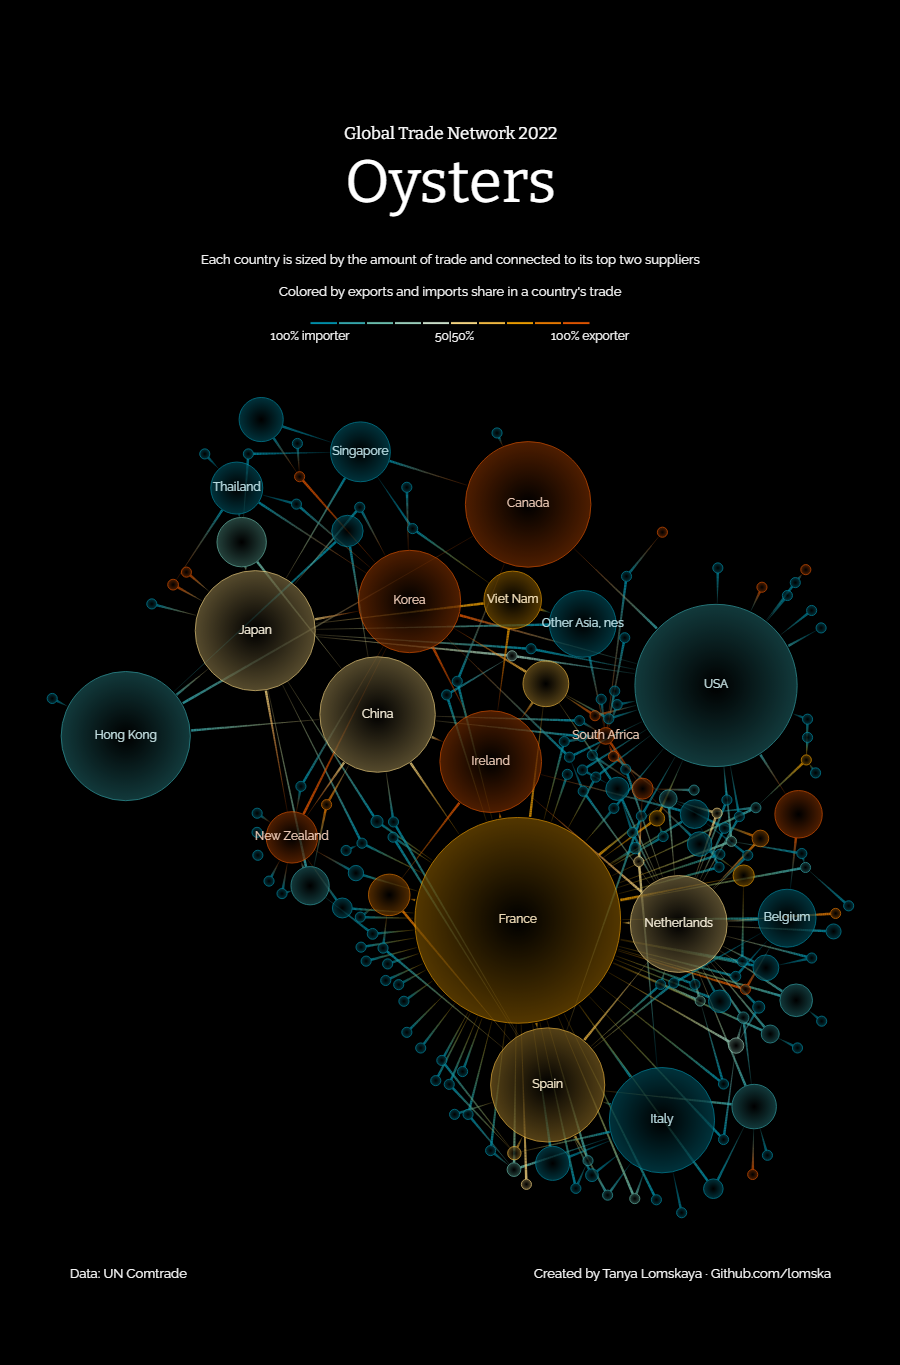 Global Trade Network 2022
Oysters
Each country is sized by the amount of trade and connected to its top two suppliers
Colored by exports and imports share in a country's trade
100% importer 50|50% 100% exporter
Singapore
Thailand
Canada
Viet Nam
Korea
Other Asia, nes
Japan
USA
China
Hong Kong
South Africa
Ireland
New Zealand
France
Netherlands
Belgium
Spain
Italy
Data: UN Comtrade
Created by Tanya Lomskaya · Github.com/lomska